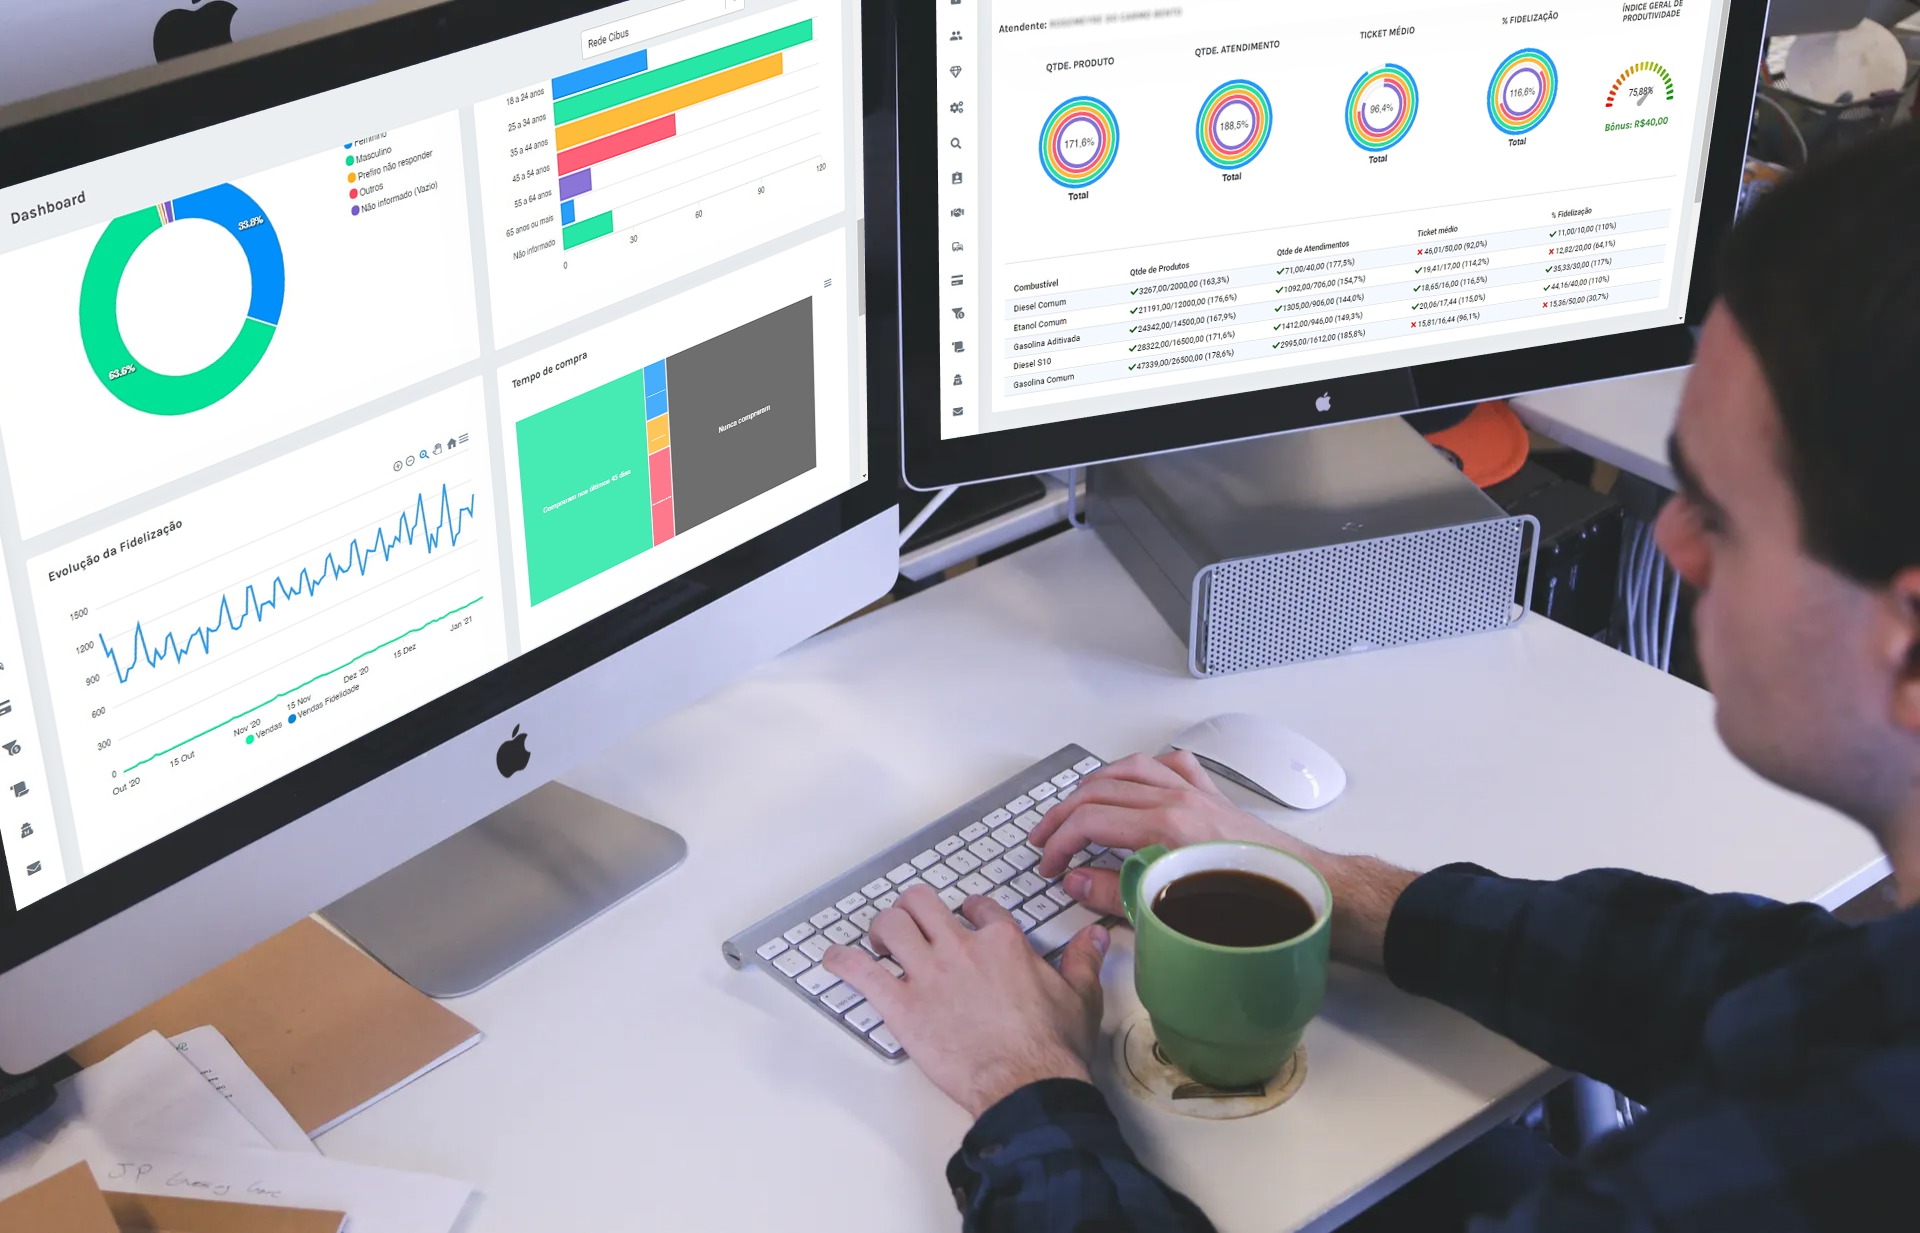 Dashboard
Rede Cibus
Feminino
Masculino
Prefiro não responder
Outros
Não informado (Vazio)
33.8%
63.6%
18 a 24 anos
25 a 34 anos
35 a 44 anos
45 a 54 anos
55 a 64 anos
65 anos ou mais
Não informado
0
30
60
90
120
Evolução da Fidelização
1500
1200
900
600
300
0
Out '20
15 Out
Nov '20
15 Nov
Dez '20
15 Dez
Jan '21
Vendas
Vendas Fidelidade
Tempo de compra
Compraram nos últimos 45 dias
Nunca compraram
Atendente:
QTDE. PRODUTO
QTDE. ATENDIMENTO
TICKET MÉDIO
% FIDELIZAÇÃO
ÍNDICE GERAL DE
PRODUTIVIDADE
171,6%
188,5%
96,4%
116,6%
75,88%
Total
Total
Total
Total
Bônus: R$40,00
Combustível Qtde de Produtos Qtde de Atendimentos Ticket médio % Fidelização
Diesel Comum 3267,00/2000,00 (163,3%) 71,00/40,00 (177,5%) 46,01/50,00 (92,0%) 11,00/10,00 (110%)
Etanol Comum 21191,00/12000,00 (176,6%) 1092,00/706,00 (154,7%) 19,41/17,00 (114,2%) 12,82/20,00 (64,1%)
Gasolina Aditivada 24342,00/14500,00 (167,9%) 1305,00/906,00 (144,0%) 18,65/16,00 (116,5%) 35,33/30,00 (117%)
Diesel S10 28322,00/16500,00 (171,6%) 1412,00/946,00 (149,3%) 20,06/17,44 (115,0%) 44,16/40,00 (110%)
Gasolina Comum 47339,00/26500,00 (178,6%) 2995,00/1612,00 (185,8%) 15,81/16,44 (96,1%) 15,36/50,00 (30,7%)
JP